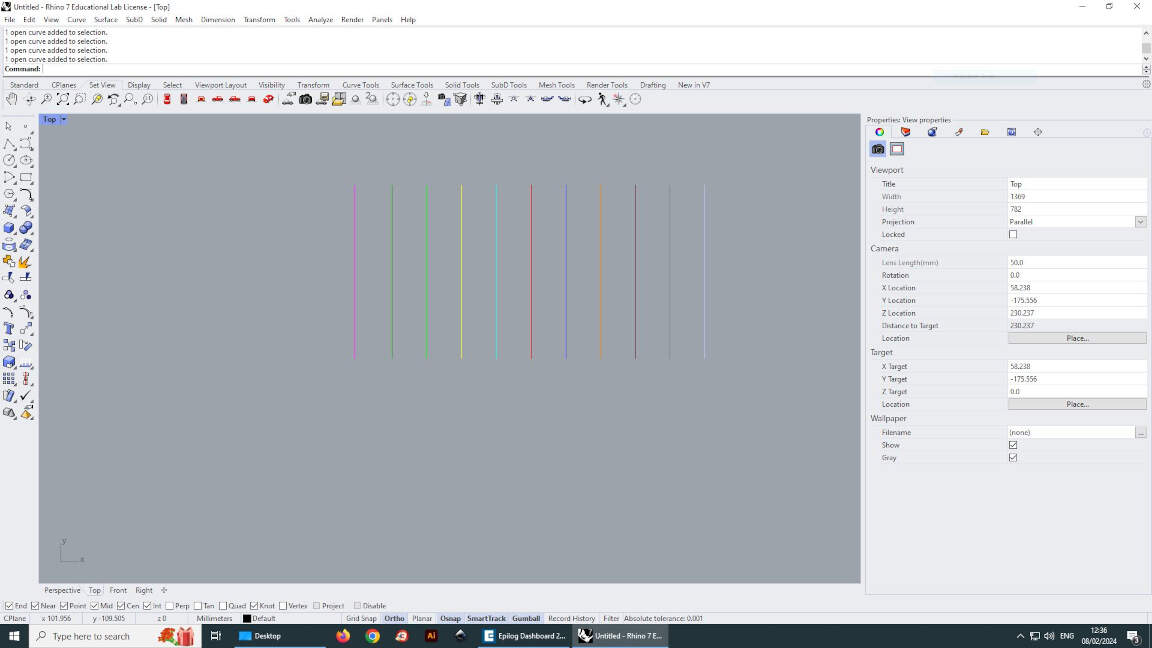 Untitled - Rhino 7 Educational Lab License - [Top]
File Edit View Curve Surface SubD Solid Mesh Dimension Transform Tools Analyze Render Panels Help
1 open curve added to selection.
1 open curve added to selection.
1 open curve added to selection.
1 open curve added to selection.
Command:
Standard CPlanes Set View Display Select Viewport Layout Visibility Transform Curve Tools Surface Tools Solid Tools SubD Tools Mesh Tools Render Tools Drafting New in V7
Top
Properties: View properties
Viewport
Title Top
Width 1369
Height 782
Projection Parallel
Locked
Camera
Lens Length(mm) 50.0
Rotation 0.0
X Location 58.238
Y Location -175.556
Z Location 230.237
Distance to Target 230.237
Location Place...
Target
X Target 58.238
Y Target -175.556
Z Target 0.0
Location Place...
Wallpaper
Filename (none) ...
Show
Gray
y
x
Perspective Top Front Right
End Near Point Mid Cen Int Perp Tan Quad Knot Vertex Project Disable
CPlane x 101.956 y -109.505 z 0 Millimeters Default Grid Snap Ortho Planar Osnap SmartTrack Gumball Record History Filter Absolute tolerance: 0.001
Type here to search Desktop Ai Epilog Dashboard 2... Untitled - Rhino 7 E... ENG 12:36
08/02/2024 3